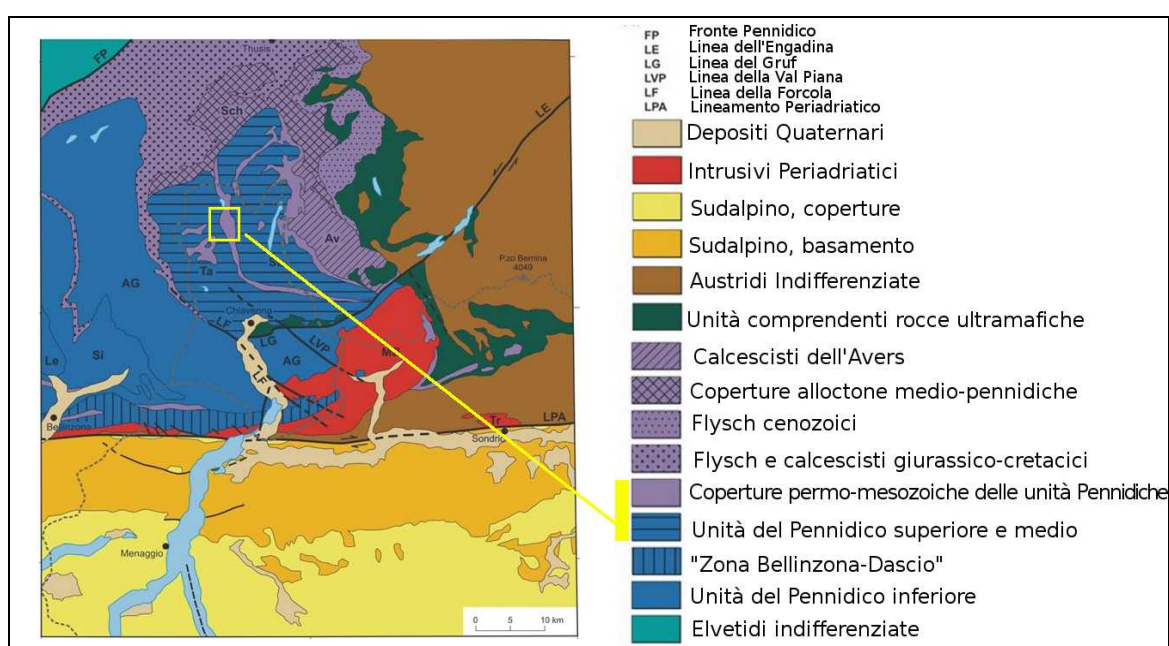 FP Fronte Pennidico
LE Linea dell'Engadina
LG Linea del Gruf
LVP Linea della Val Piana
LF Linea della Forcola
LPA Lineamento Periadriatico
Depositi Quaternari
Intrusivi Periadriatici
Sudalpino, coperture
Sudalpino, basamento
Austridi Indifferenziate
Unità comprendenti rocce ultramafiche
Calcescisti dell'Avers
Coperture alloctone medio-pennidiche
Flysch cenozoici
Flysch e calcescisti giurassico-cretacici
Coperture permo-mesozoiche delle unità Pennidiche
Unità del Pennidico superiore e medio
"Zona Bellinzona-Dascio"
Unità del Pennidico inferiore
Elvetidi indifferenziate
Thusis
FP
Sch
LE
Av
P.zo Bernina
4049
Ta
AG
Chiavenna
LF
LG
LVP
AG
LF
Le
Si
Bellinzona
Tr
LPA
Sondrio
Menaggio
0 5 10 km